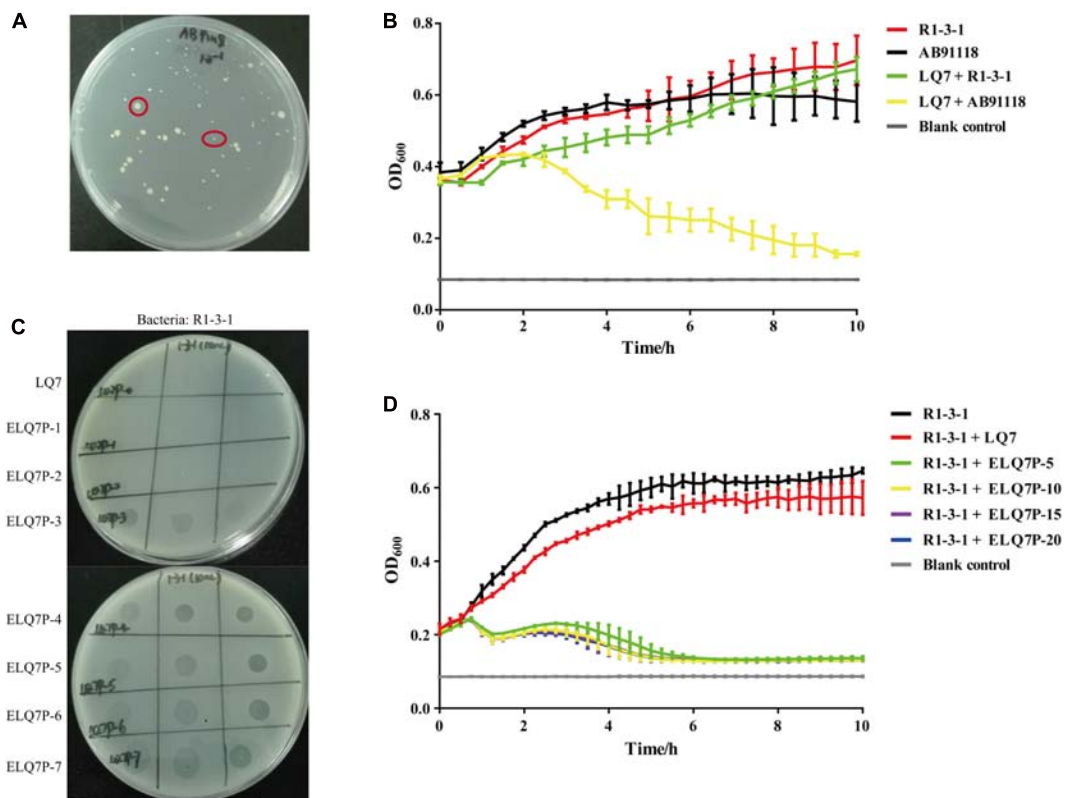 A
AB91118
B
OD600
0.8
0.6
0.4
0.2
0.0
0
2
4
6
8
10
Time/h
R1-3-1
AB91118
LQ7 + R1-3-1
LQ7 + AB91118
Blank control
C
Bacteria: R1-3-1
LQ7
ELQ7P-1
ELQ7P-2
ELQ7P-3
ELQ7P-4
ELQ7P-5
ELQ7P-6
ELQ7P-7
D
OD600
0.8
0.6
0.4
0.2
0.0
0
2
4
6
8
10
Time/h
R1-3-1
R1-3-1 + LQ7
R1-3-1 + ELQ7P-5
R1-3-1 + ELQ7P-10
R1-3-1 + ELQ7P-15
R1-3-1 + ELQ7P-20
Blank control